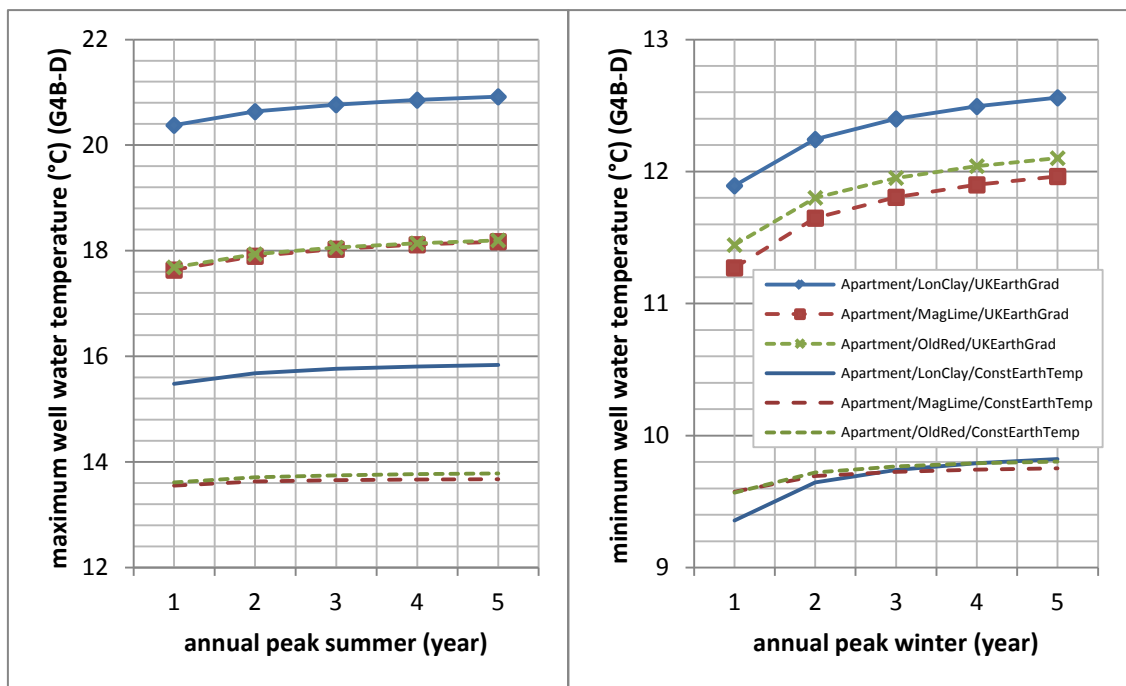 maximum well water temperature (°C) (G4B-D)
22
20
18
16
14
12
1 2 3 4 5
annual peak summer (year)
minimum well water temperature (°C) (G4B-D)
13
12
11
10
9
Apartment/LonClay/UKEarthGrad
Apartment/MagLime/UKEarthGrad
Apartment/OldRed/UKEarthGrad
Apartment/LonClay/ConstEarthTemp
Apartment/MagLime/ConstEarthTemp
Apartment/OldRed/ConstEarthTemp
1 2 3 4 5
annual peak winter (year)